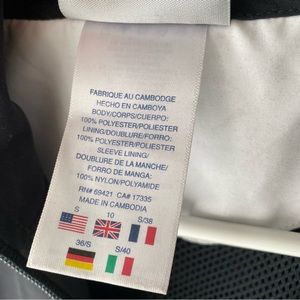 FABRIQUE AU CAMBODGE
HECHO EN CAMBOYA
BODY/CORPS/CUERPO:
100% POLYESTER/POLIESTER
LINING/DOUBLURE/FORRO:
100% POLYESTER/POLIESTER
SLEEVE LINING/
DOUBLURE DE LA MANCHE/
FORRO DE MANGA:
100% NYLON/POLYAMIDE
RN# 69421 CA# 17335
MADE IN CAMBODIA
S 10 S/38
36/S S/40